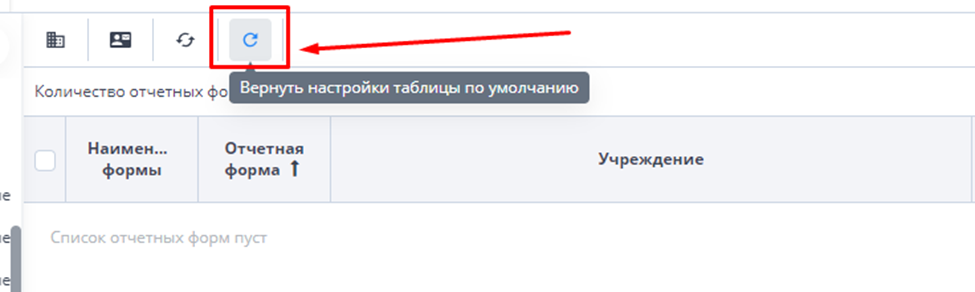 Вернуть настройки таблицы по умолчанию
Количество отчетных фо
Наимен...
формы
Отчетная
форма ↑
Учреждение
Список отчетных форм пуст